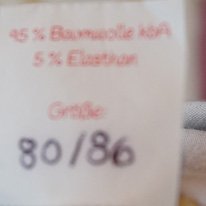 95 % Baumwolle kbA
5 % Elasthan
Größe:
80/86